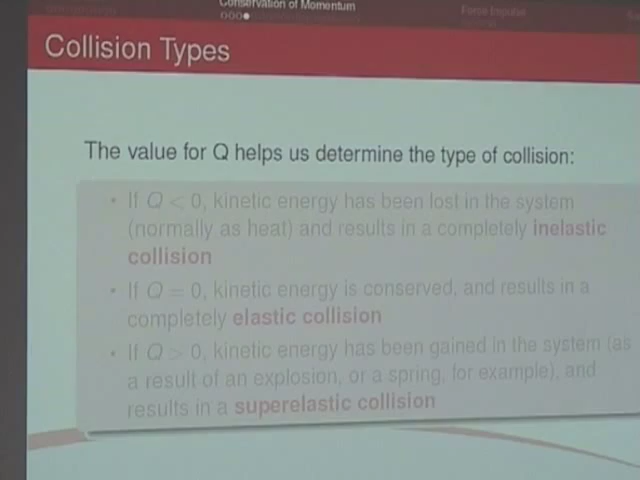 Conservation of Momentum
Force Impulse
Collision Types
The value for Q helps us determine the type of collision:
• If Q < 0, kinetic energy has been lost in the system
(normally as heat) and results in a completely inelastic
collision
• If Q = 0, kinetic energy is conserved, and results in a
completely elastic collision
• If Q > 0, kinetic energy has been gained in the system (as
a result of an explosion, or a spring, for example), and
results in a superelastic collision